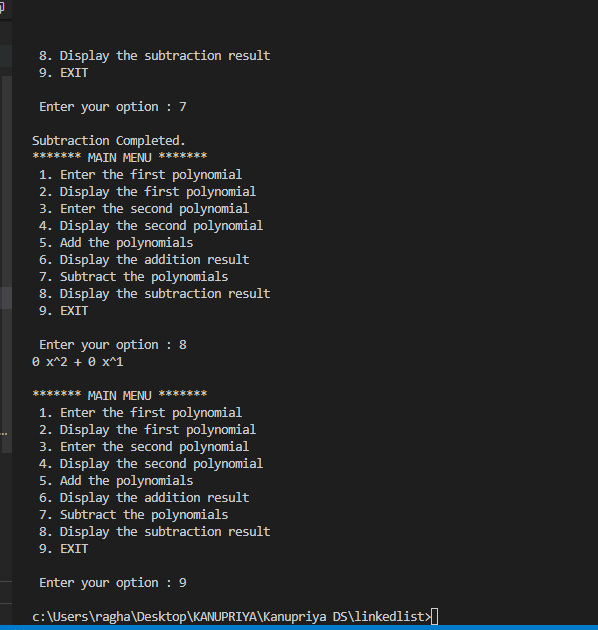 8. Display the subtraction result
9. EXIT
Enter your option : 7
Subtraction Completed.
******* MAIN MENU *******
1. Enter the first polynomial
2. Display the first polynomial
3. Enter the second polynomial
4. Display the second polynomial
5. Add the polynomials
6. Display the addition result
7. Subtract the polynomials
8. Display the subtraction result
9. EXIT
Enter your option : 8
0 x^2 + 0 x^1
******* MAIN MENU *******
1. Enter the first polynomial
2. Display the first polynomial
3. Enter the second polynomial
4. Display the second polynomial
5. Add the polynomials
6. Display the addition result
7. Subtract the polynomials
8. Display the subtraction result
9. EXIT
Enter your option : 9
c:\Users\ragha\Desktop\KANUPRIYA\Kanupriya DS\linkedlist>